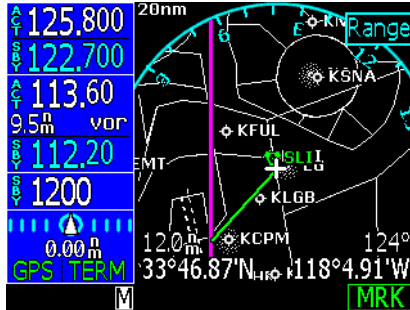 ACT 125.800
SBY 122.700
ACT 113.60
9.5nm vor
SBY 112.20
SBY 1200
0.00nm
GPS TERM
M
20nm
Range
6
E
12
KSNA
KFUL
EMT
SLI
KLGB
KCPM
12.0nm 124°
33°46.87'N 118°4.91'W
MRK